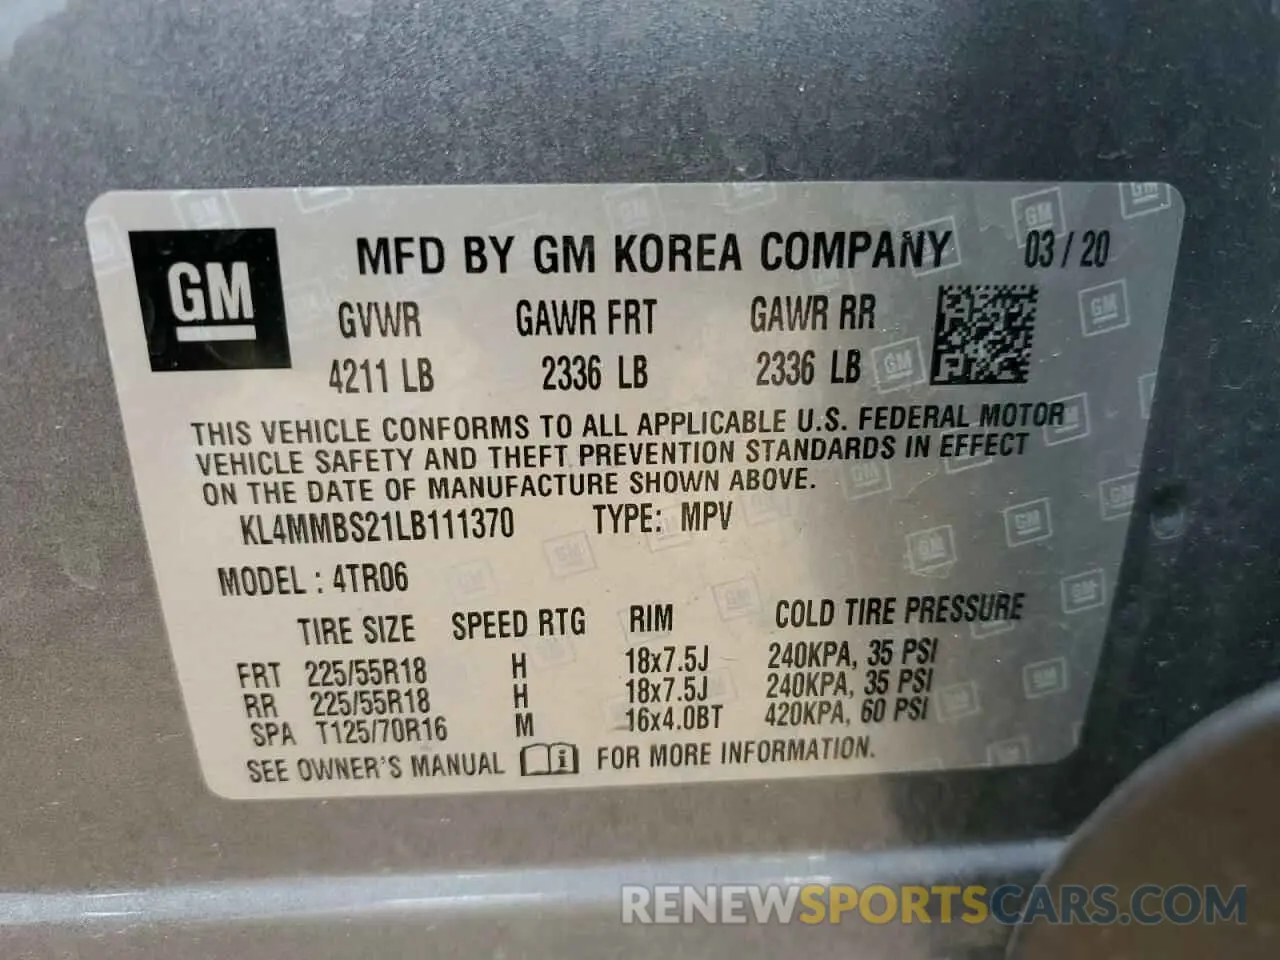 GM
MFD BY GM KOREA COMPANY 03 / 20
GVWR GAWR FRT GAWR RR
4211 LB 2336 LB 2336 LB
THIS VEHICLE CONFORMS TO ALL APPLICABLE U.S. FEDERAL MOTOR
VEHICLE SAFETY AND THEFT PREVENTION STANDARDS IN EFFECT
ON THE DATE OF MANUFACTURE SHOWN ABOVE.
KL4MMBS21LB111370 TYPE: MPV
MODEL : 4TR06
TIRE SIZE SPEED RTG RIM COLD TIRE PRESSURE
FRT 225/55R18 H 18x7.5J 240KPA, 35 PSI
RR 225/55R18 H 18x7.5J 240KPA, 35 PSI
SPA T125/70R16 M 16x4.0BT 420KPA, 60 PSI
SEE OWNER'S MANUAL i FOR MORE INFORMATION.
RENEWSPORTSCARS.COM